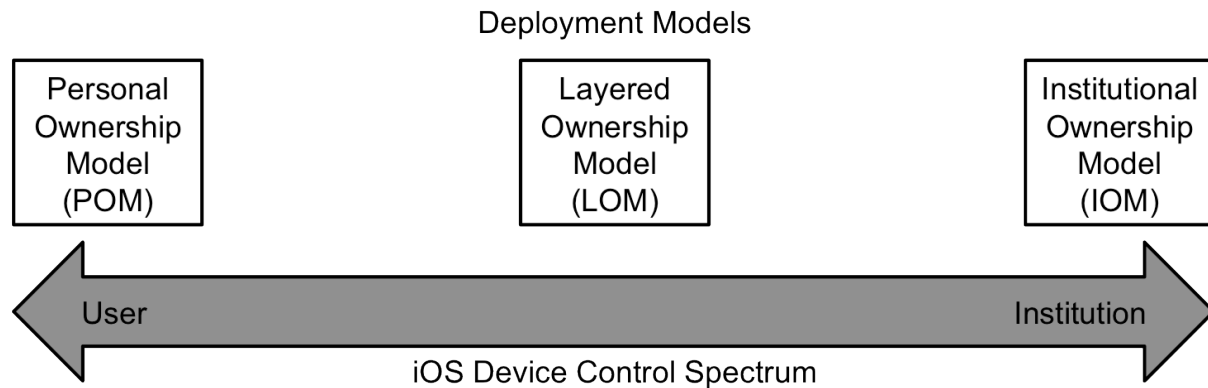 Deployment Models
Personal
Ownership
Model
(POM)
Layered
Ownership
Model
(LOM)
Institutional
Ownership
Model
(IOM)
User
Institution
iOS Device Control Spectrum